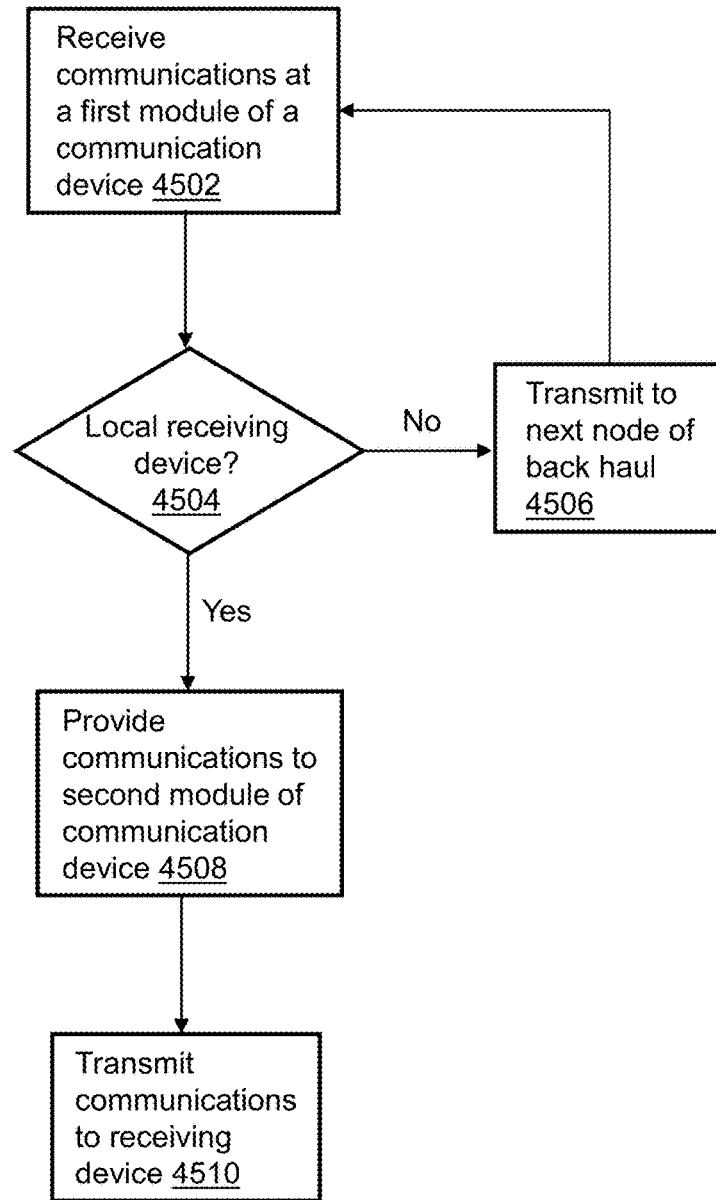 Receive
communications at
a first module of a
communication
device 4502
Local receiving
device?
4504
No
Transmit to
next node of
back haul
4506
Yes
Provide
communications to
second module of
communication
device 4508
Transmit
communications
to receiving
device 4510